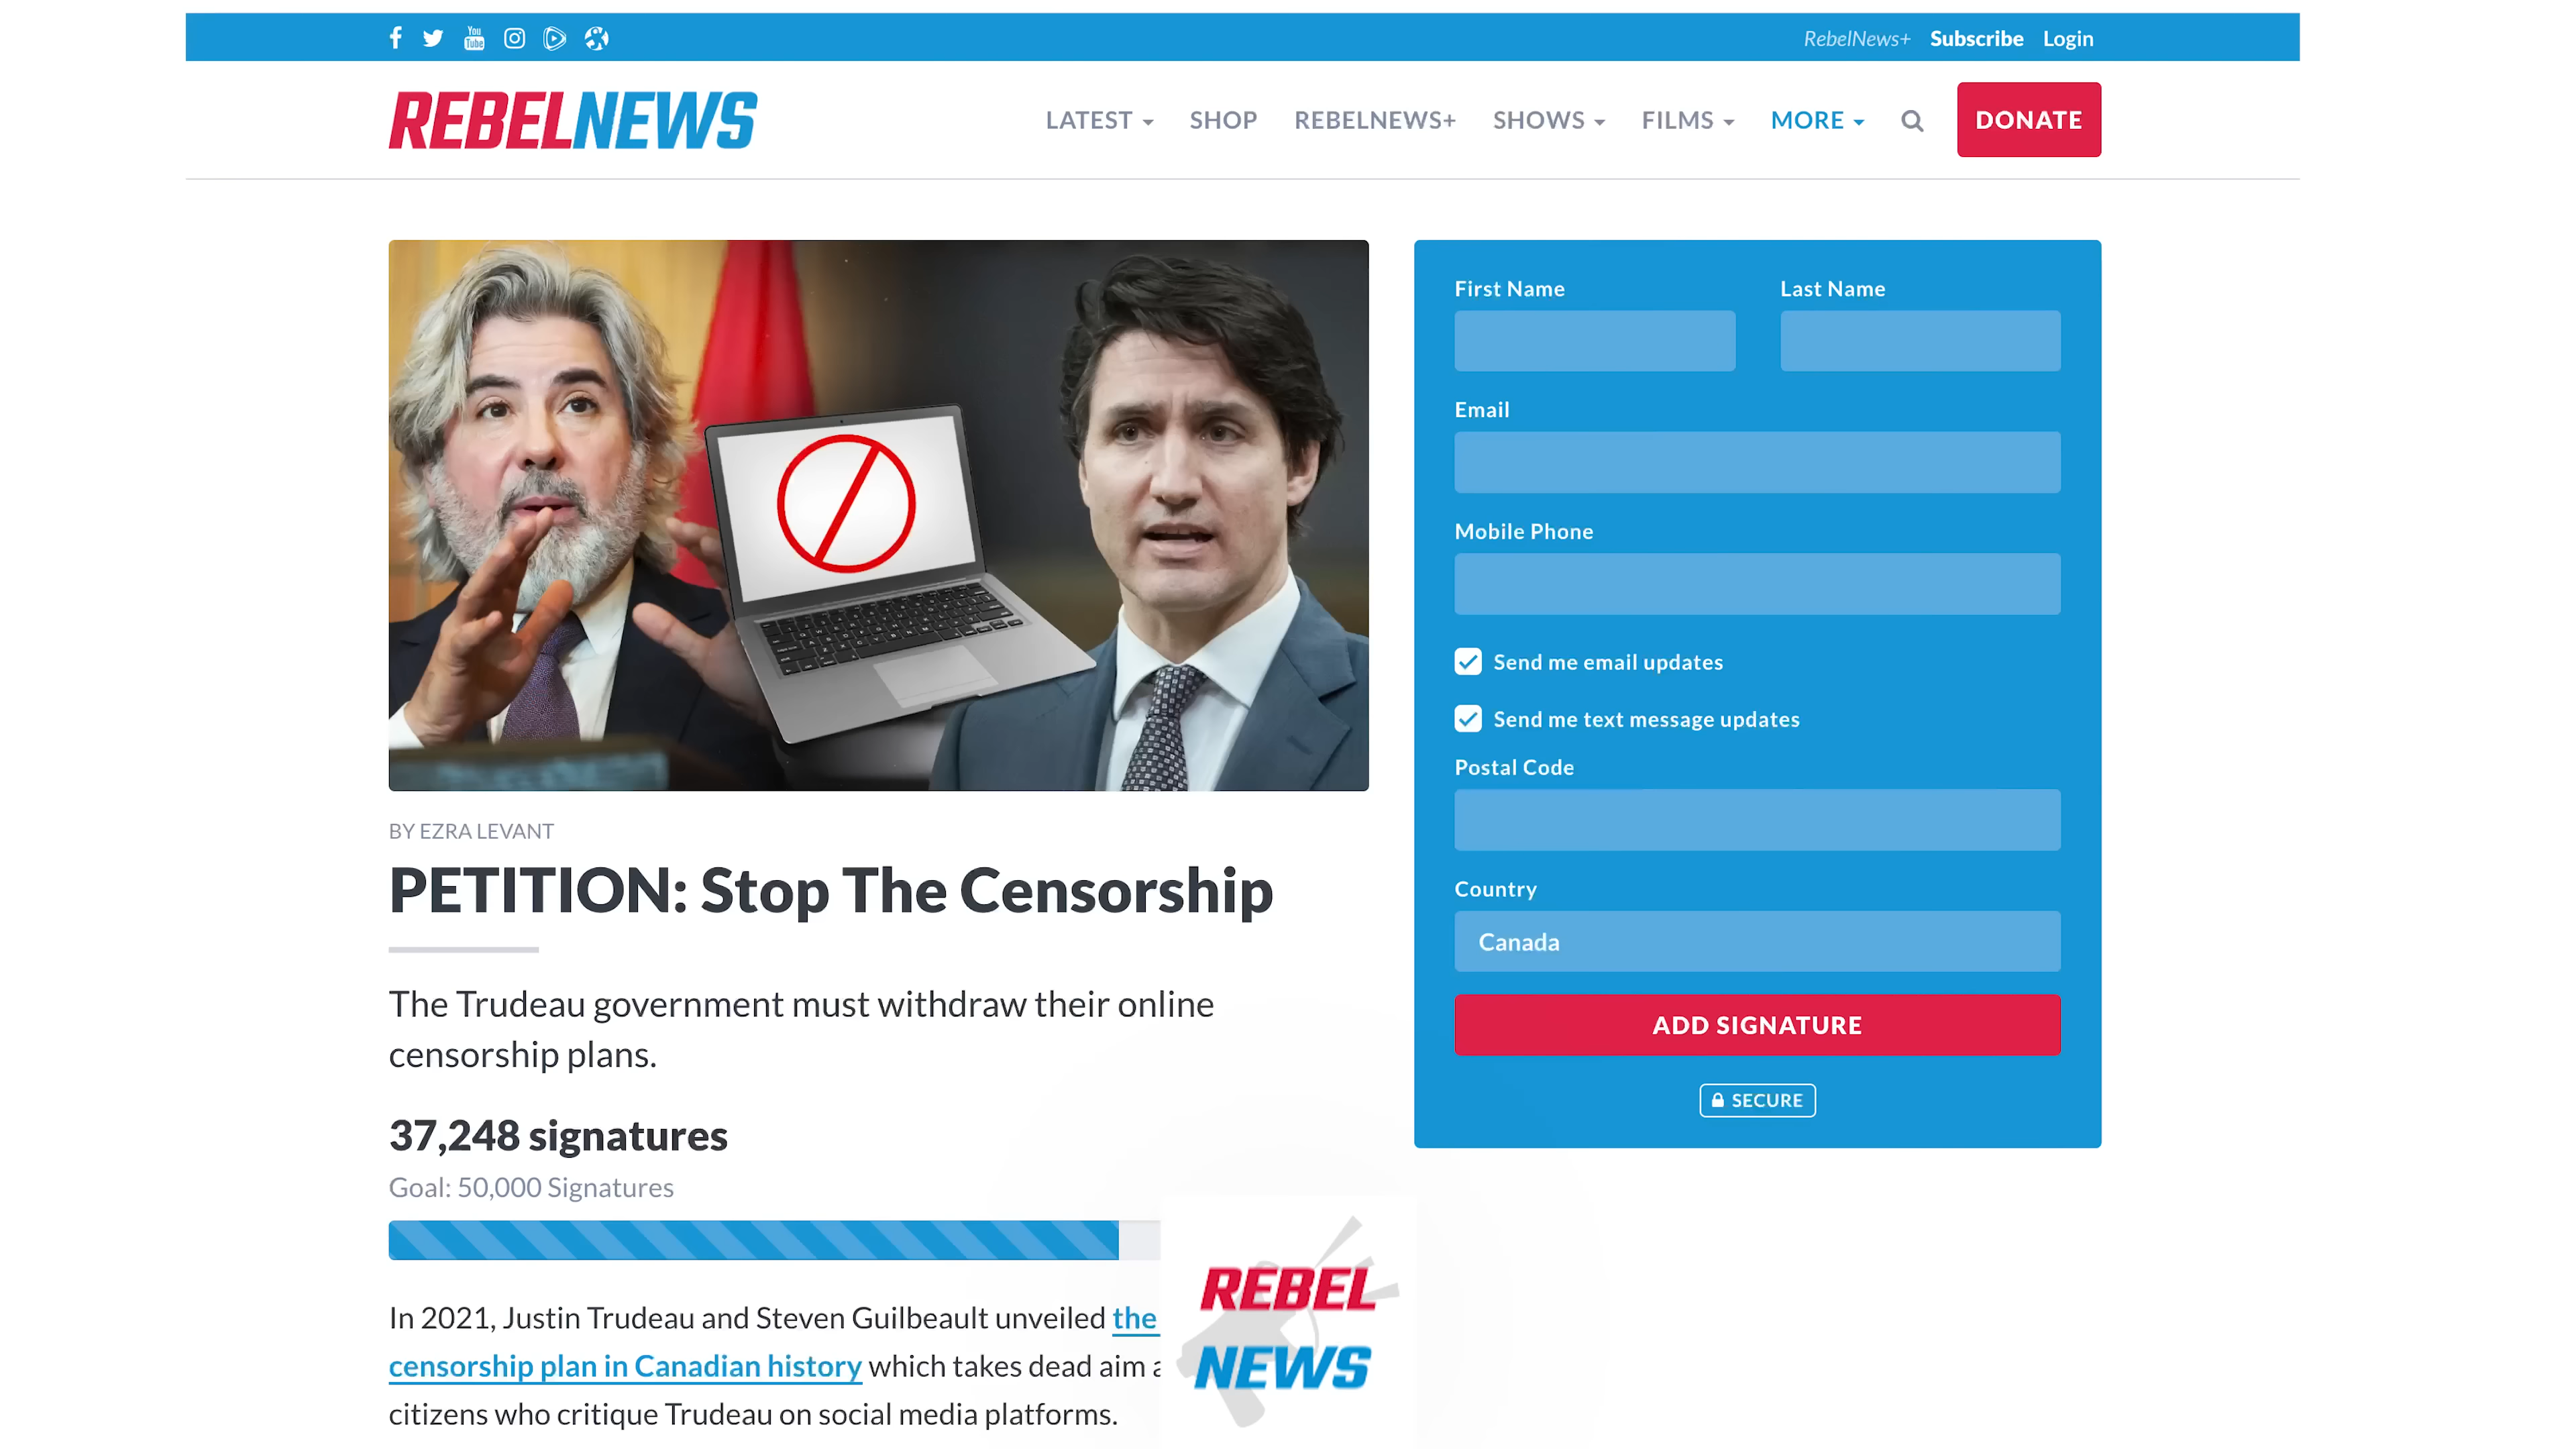 You
Tube
RebelNews+ Subscribe Login
REBELNEWS
LATEST SHOP REBELNEWS+ SHOWS FILMS MORE DONATE
First Name Last Name
Email
Mobile Phone
Send me email updates
Send me text message updates
Postal Code
Country
Canada
ADD SIGNATURE
SECURE
BY EZRA LEVANT
PETITION: Stop The Censorship
The Trudeau government must withdraw their online
censorship plans.
37,248 signatures
Goal: 50,000 Signatures
In 2021, Justin Trudeau and Steven Guilbeault unveiled the
censorship plan in Canadian history which takes dead aim a
citizens who critique Trudeau on social media platforms.
REBEL
NEWS